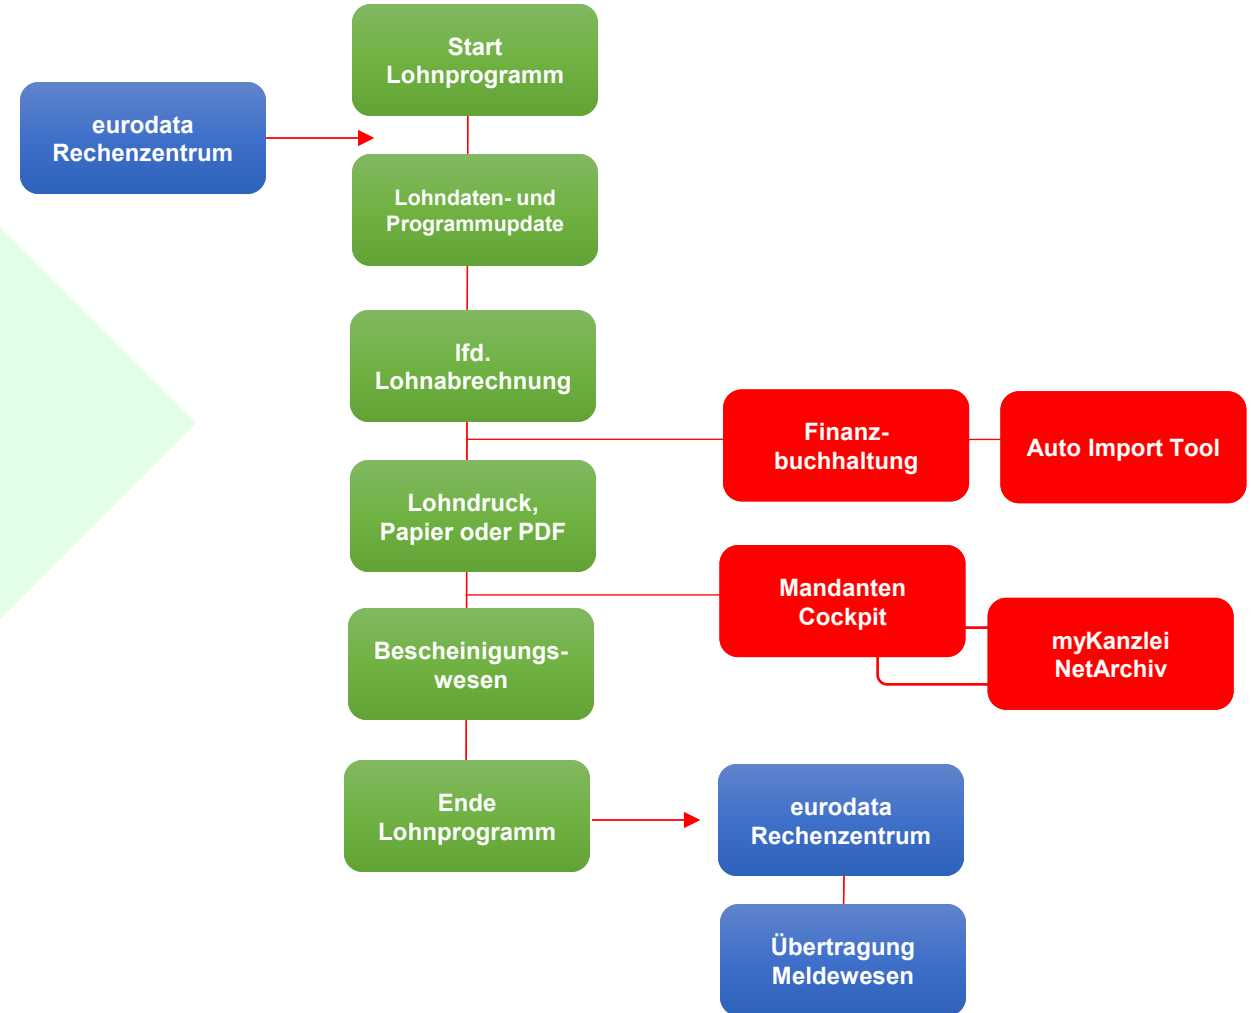 Start
Lohnprogramm
eurodata
Rechenzentrum
Lohndaten- und
Programmupdate
lfd.
Lohnabrechnung
Finanz-
buchhaltung
Auto Import Tool
Lohndruck,
Papier oder PDF
Mandanten
Cockpit
myKanzlei
NetArchiv
Bescheinigungs-
wesen
Ende
Lohnprogramm
eurodata
Rechenzentrum
Übertragung
Meldewesen